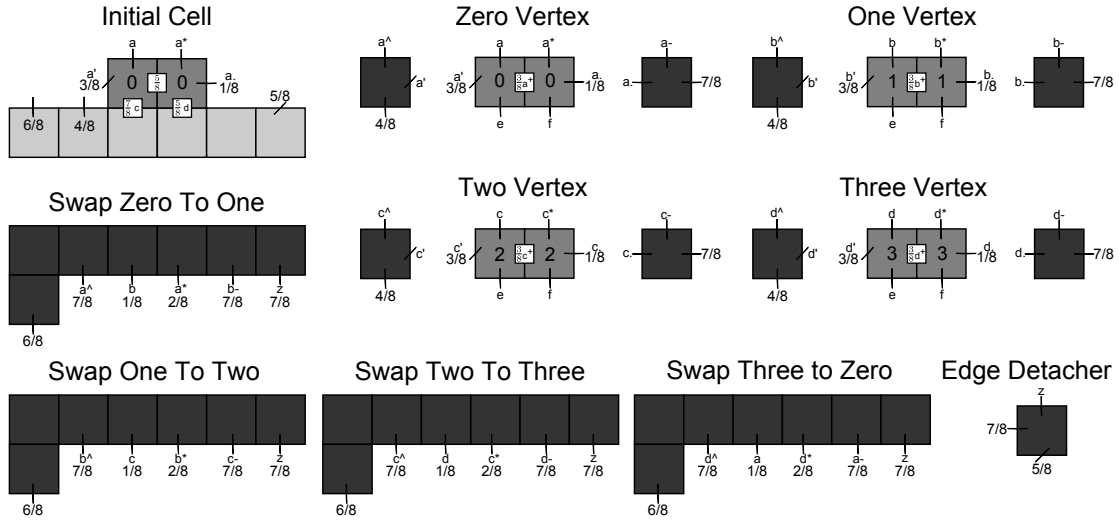 Initial Cell
Zero Vertex
One Vertex
a a*
a' 3/8 0 0 a. 1/8
c d
6/8 4/8 5/8
a^ a' 4/8
a a*
a' 3/8 0 a+ 0 a. 1/8
e f
a- a. 7/8
b^ b' 4/8
b b*
b' 3/8 1 b+ 1 b. 1/8
e f
b- b. 7/8
Swap Zero To One
a^ b a* b- z
7/8 1/8 2/8 7/8 7/8
6/8
Two Vertex
Three Vertex
c^ c' 4/8
c c*
c' 3/8 2 c+ 2 c. 1/8
e f
c- c. 7/8
d^ d' 4/8
d d*
d' 3/8 3 d+ 3 d. 1/8
e f
d- d. 7/8
Swap One To Two
b^ c b* c- z
7/8 1/8 2/8 7/8 7/8
6/8
Swap Two To Three
c^ d c* d- z
7/8 1/8 2/8 7/8 7/8
6/8
Swap Three to Zero
d^ a d* a- z
7/8 1/8 2/8 7/8 7/8
6/8
Edge Detacher
z
7/8
5/8